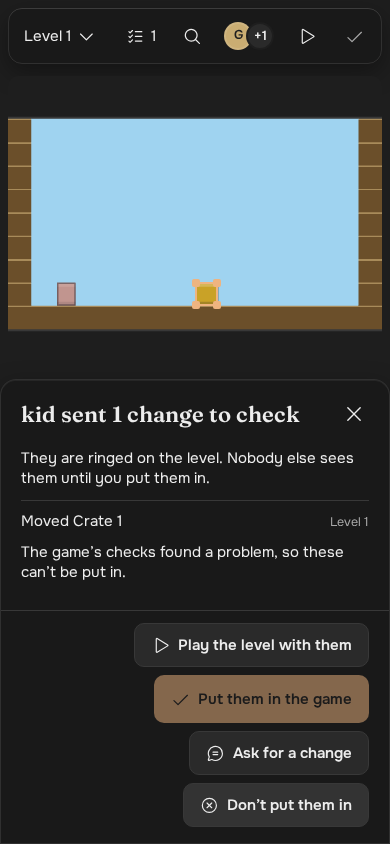 Level 1
1
G
+1
kid sent 1 change to check
They are ringed on the level. Nobody else sees
them until you put them in.
Moved Crate 1
Level 1
The game’s checks found a problem, so these
can’t be put in.
Play the level with them
Put them in the game
Ask for a change
Don’t put them in